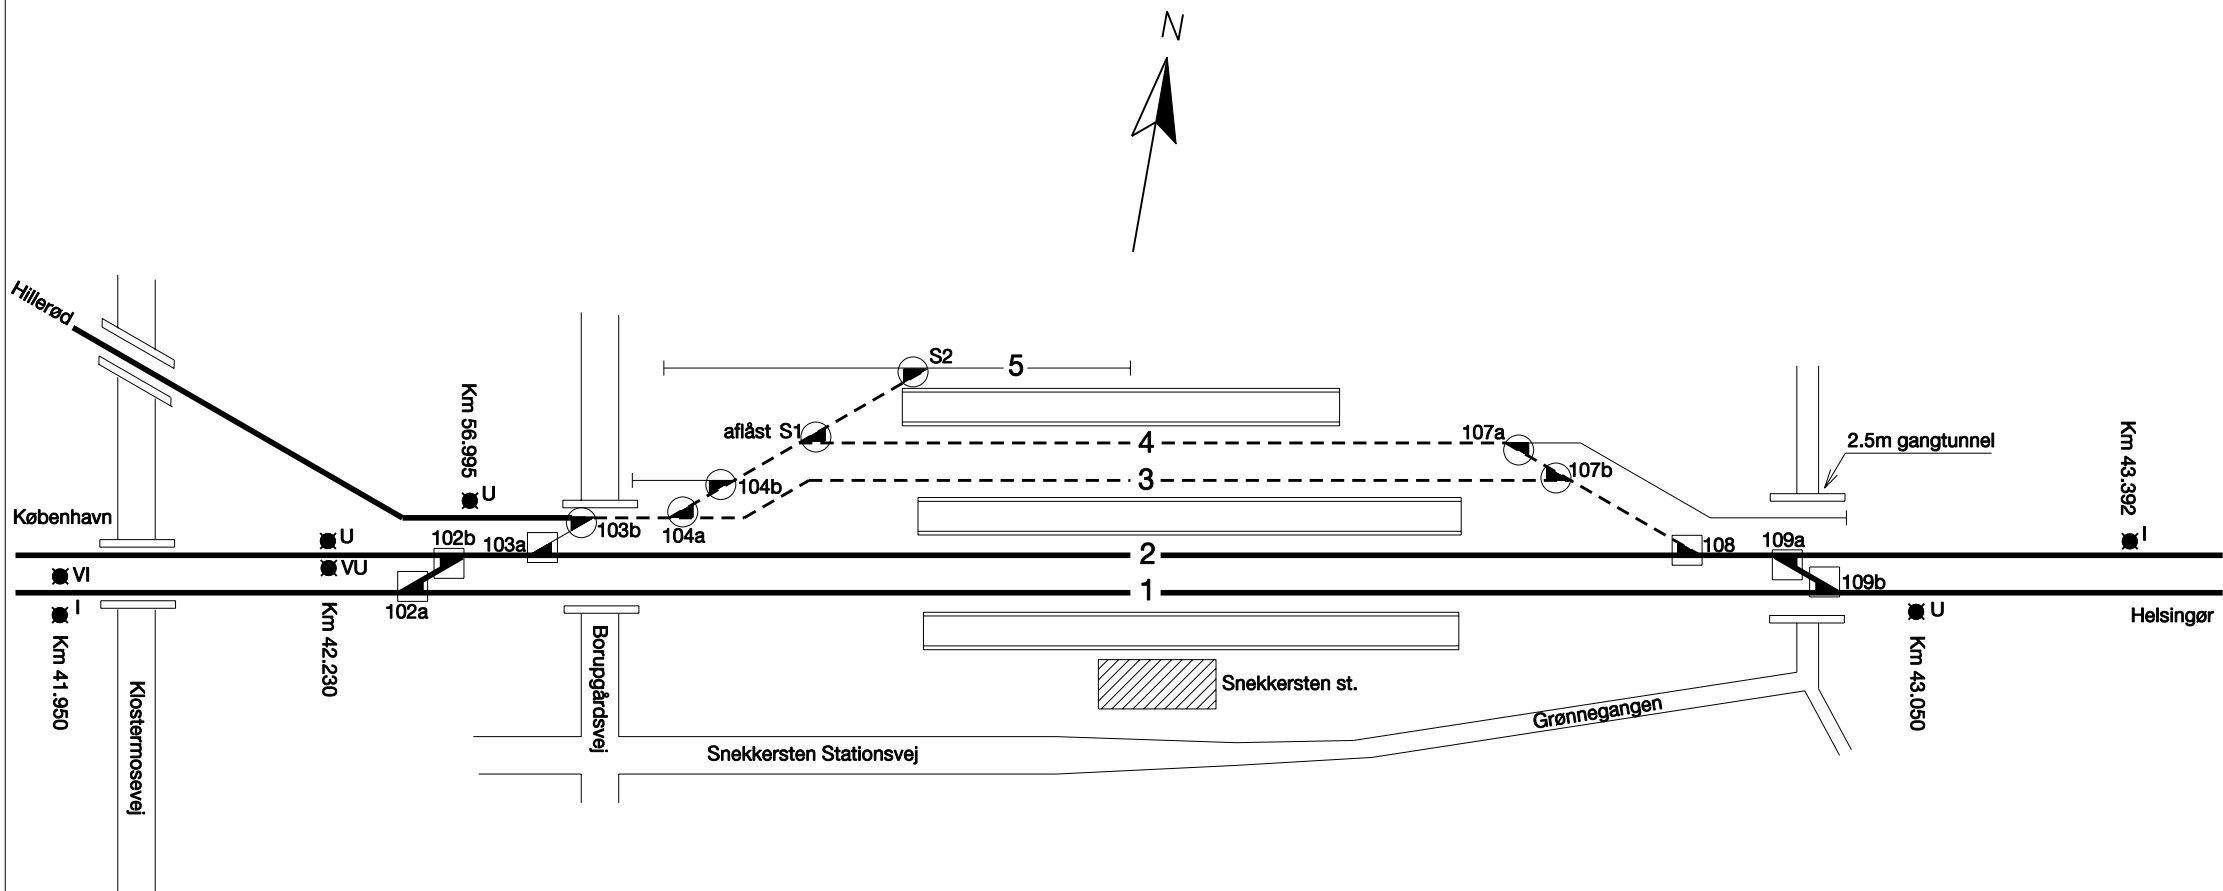 N
Hillerød
København
Km 56.995
U
U
VU
VI
I
Km 41.950
Km 42.230
Klostermosevej
102b
102a
103a
103b
Borupgårdsvej
104a
104b
aflåst S1
S2
5
4
3
2
1
107a
107b
108
109a
109b
2.5m gangtunnel
Km 43.392
I
U
Km 43.050
Helsingør
Snekkersten st.
Grønnegangen
Snekkersten Stationsvej